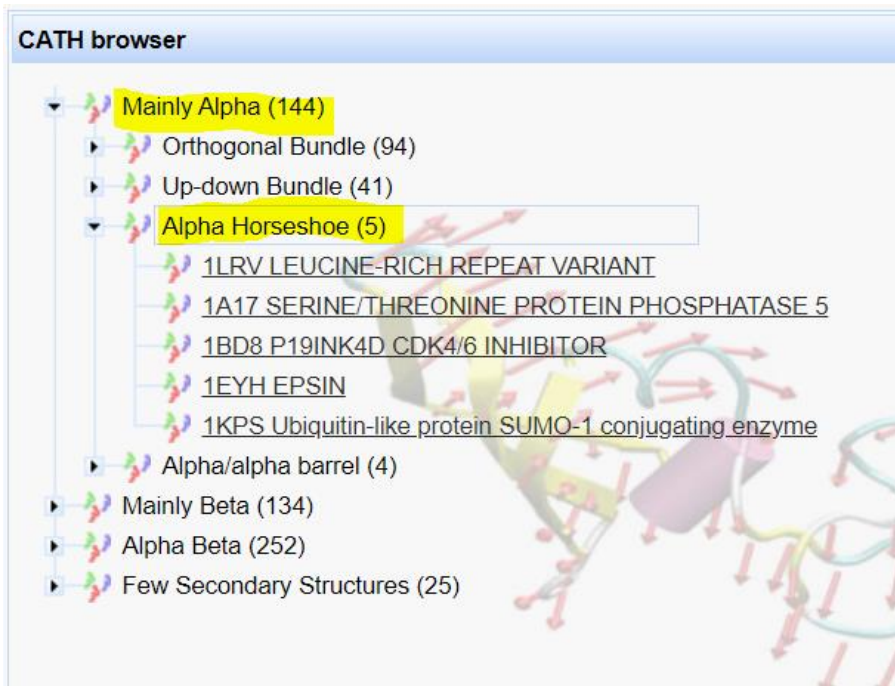 CATH browser
Mainly Alpha (144)
Orthogonal Bundle (94)
Up-down Bundle (41)
Alpha Horseshoe (5)
1LRV LEUCINE-RICH REPEAT VARIANT
1A17 SERINE/THREONINE PROTEIN PHOSPHATASE 5
1BD8 P19INK4D CDK4/6 INHIBITOR
1EYH EPSIN
1KPS Ubiquitin-like protein SUMO-1 conjugating enzyme
Alpha/alpha barrel (4)
Mainly Beta (134)
Alpha Beta (252)
Few Secondary Structures (25)